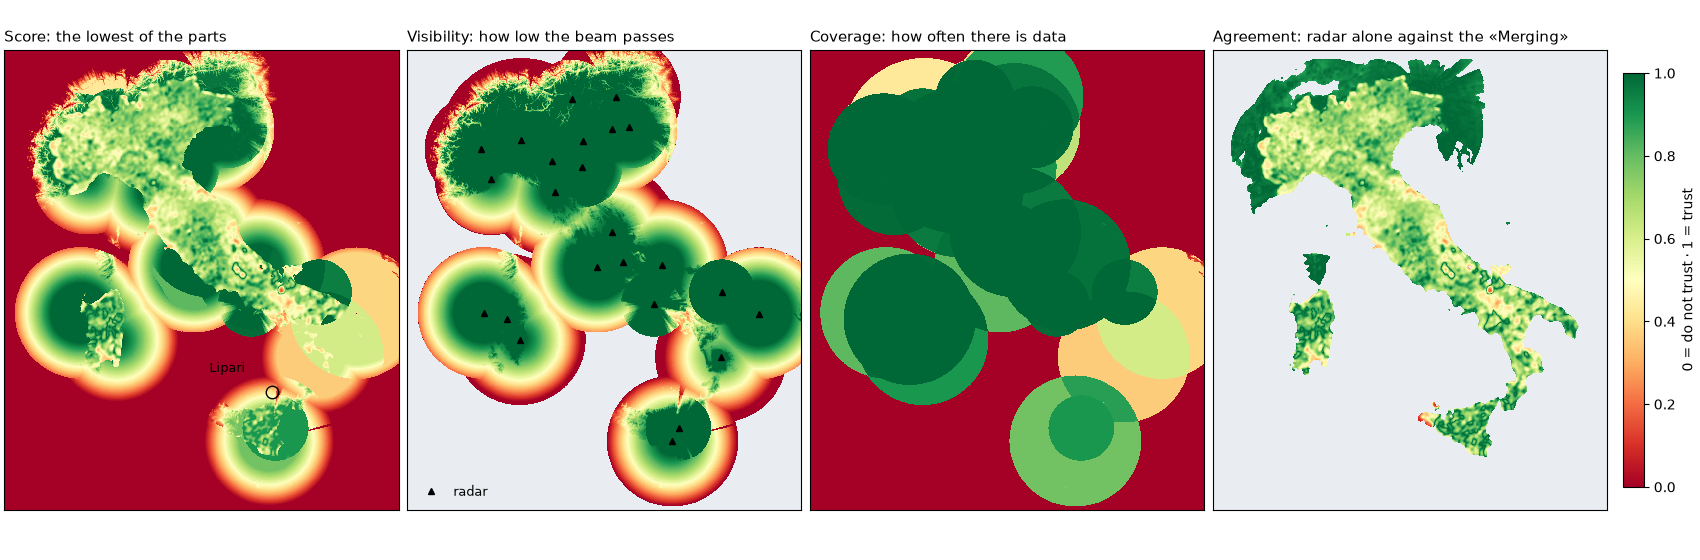 Score: the lowest of the parts
Visibility: how low the beam passes
Coverage: how often there is data
Agreement: radar alone against the «Merging»
Lipari
radar
1.0
0.8
0.6
0.4
0.2
0.0
0 = do not trust · 1 = trust